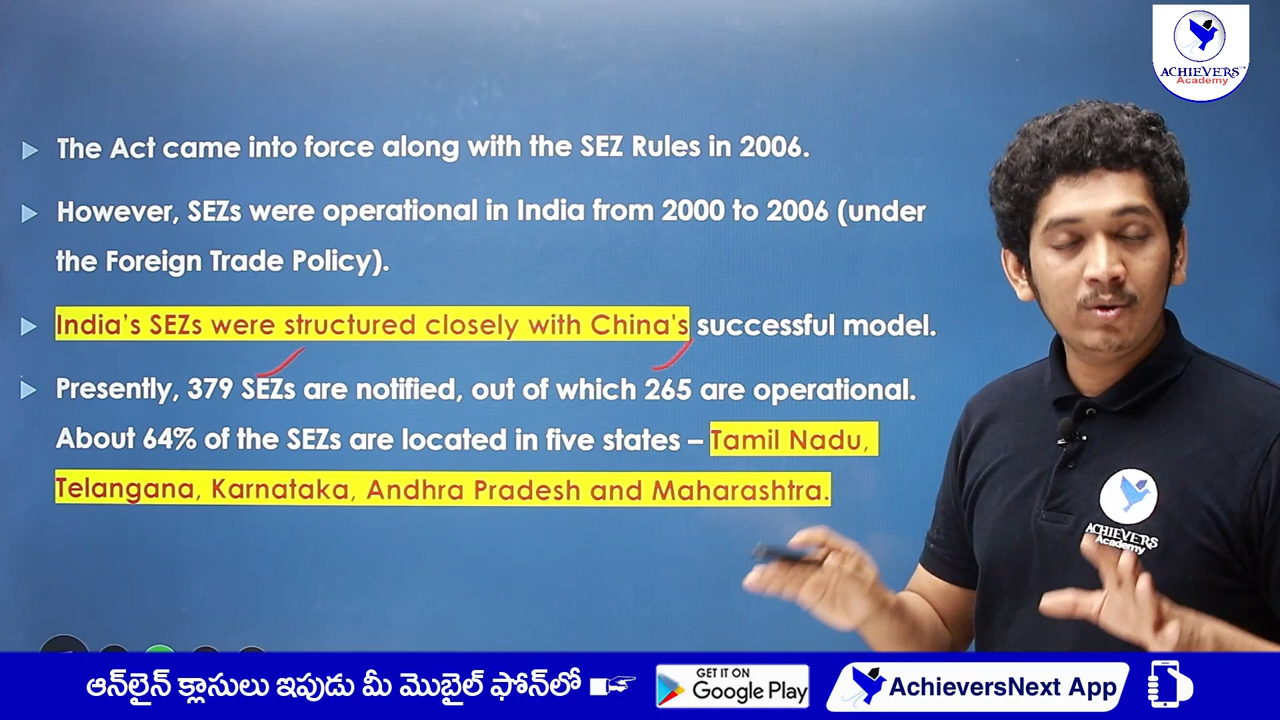 ACHIEVERS
Academy
The Act came into force along with the SEZ Rules in 2006.
However, SEZs were operational in India from 2000 to 2006 (under
the Foreign Trade Policy).
India's SEZs were structured closely with China's successful model.
Presently, 379 SEZs are notified, out of which 265 are operational.
About 64% of the SEZs are located in five states – Tamil Nadu,
Telangana, Karnataka, Andhra Pradesh and Maharashtra.
ACHIEVERS
Academy
ఆన్‌లైన్ క్లాసులు ఇపుడు మీ మొబైల్ ఫోన్‌లో
GET IT ON
Google Play
AchieversNext App